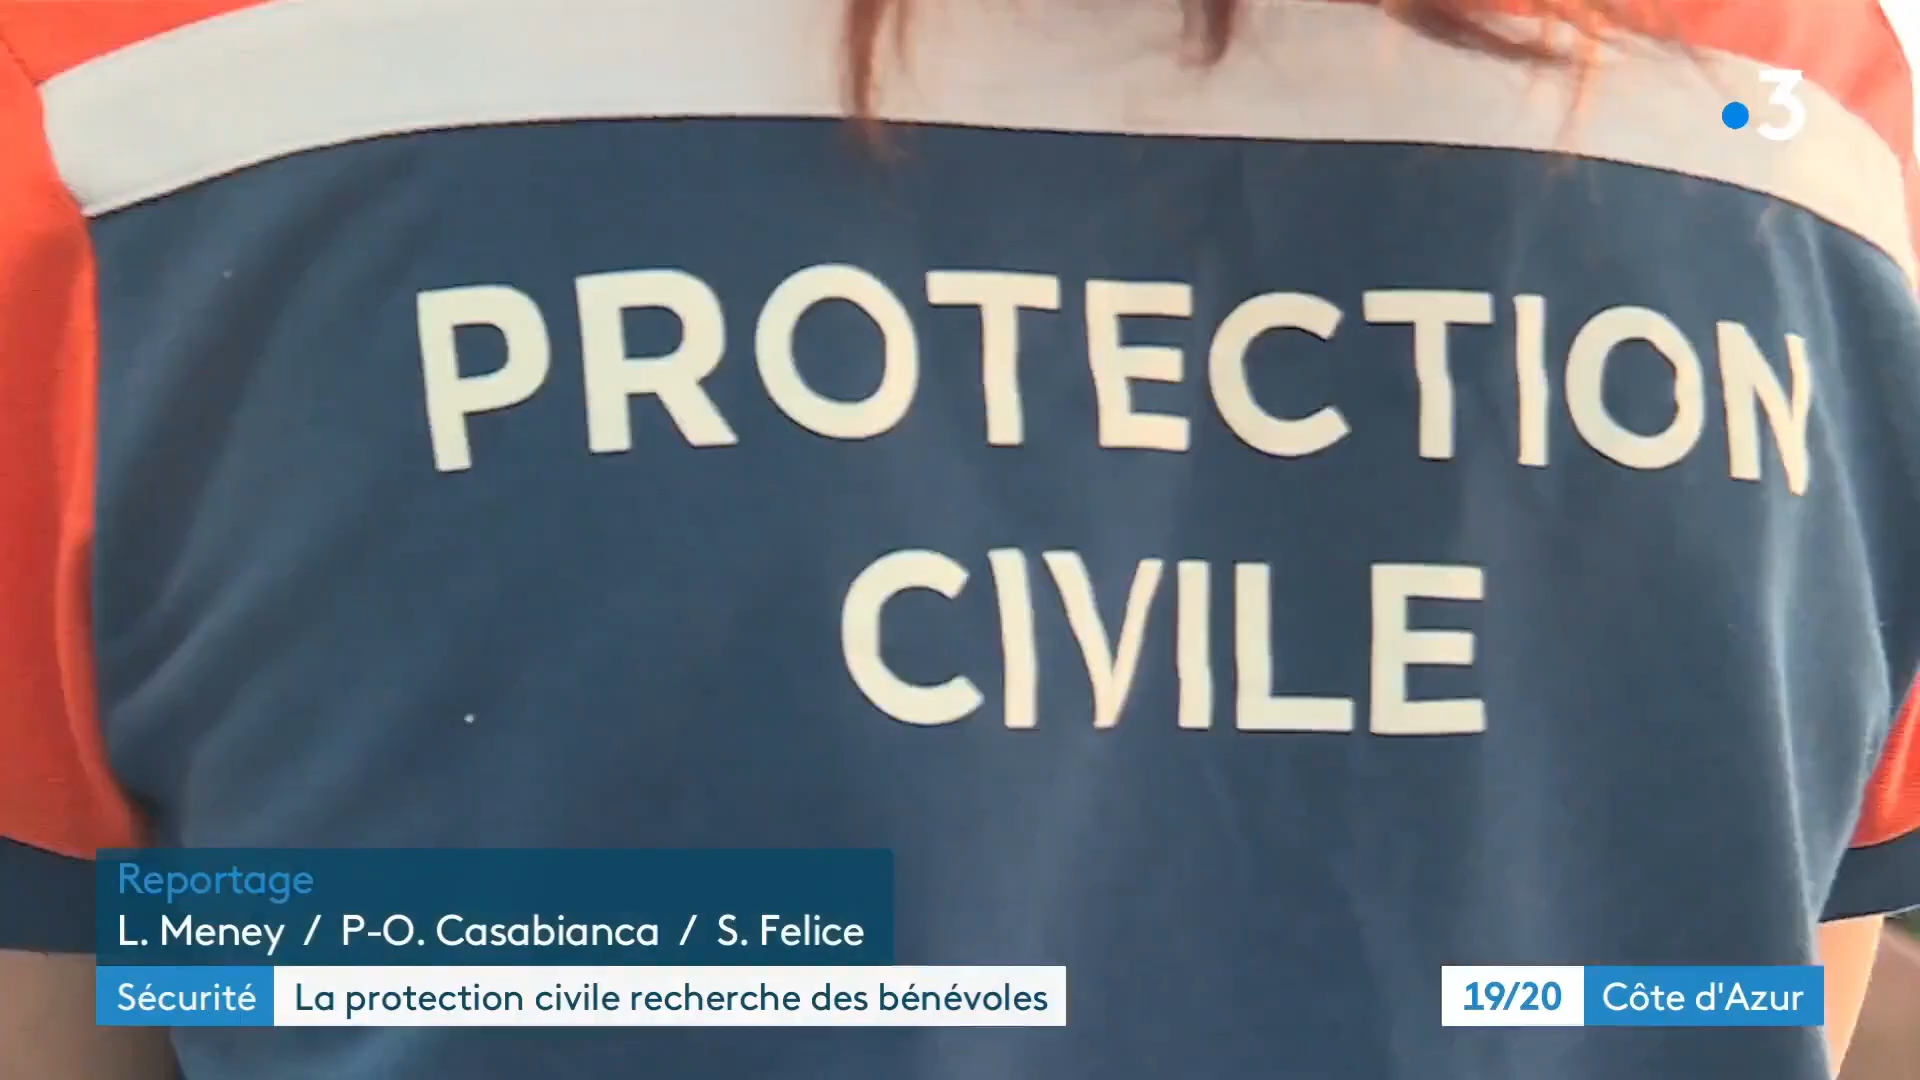 3
PROTECTION
CIVILE
Reportage
L. Meney / P-O. Casabianca / S. Felice
Sécurité La protection civile recherche des bénévoles
19/20 Côte d'Azur